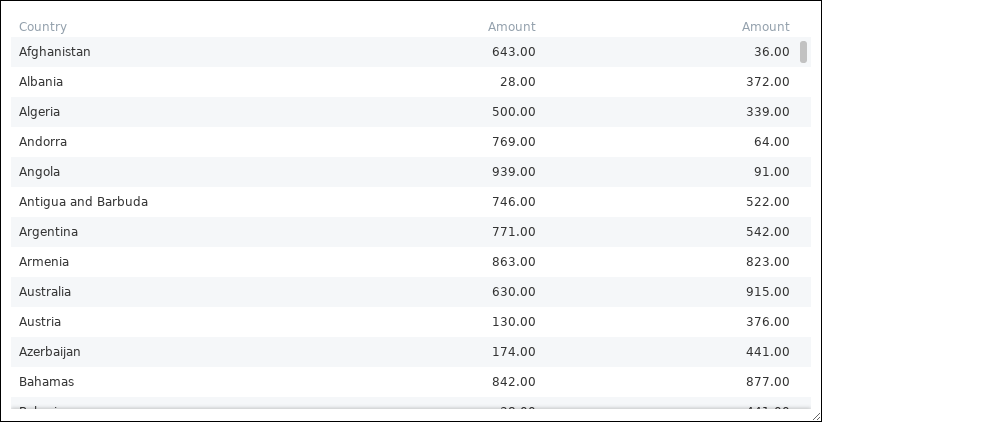 Country Amount Amount
Afghanistan 643.00 36.00
Albania 28.00 372.00
Algeria 500.00 339.00
Andorra 769.00 64.00
Angola 939.00 91.00
Antigua and Barbuda 746.00 522.00
Argentina 771.00 542.00
Armenia 863.00 823.00
Australia 630.00 915.00
Austria 130.00 376.00
Azerbaijan 174.00 441.00
Bahamas 842.00 877.00